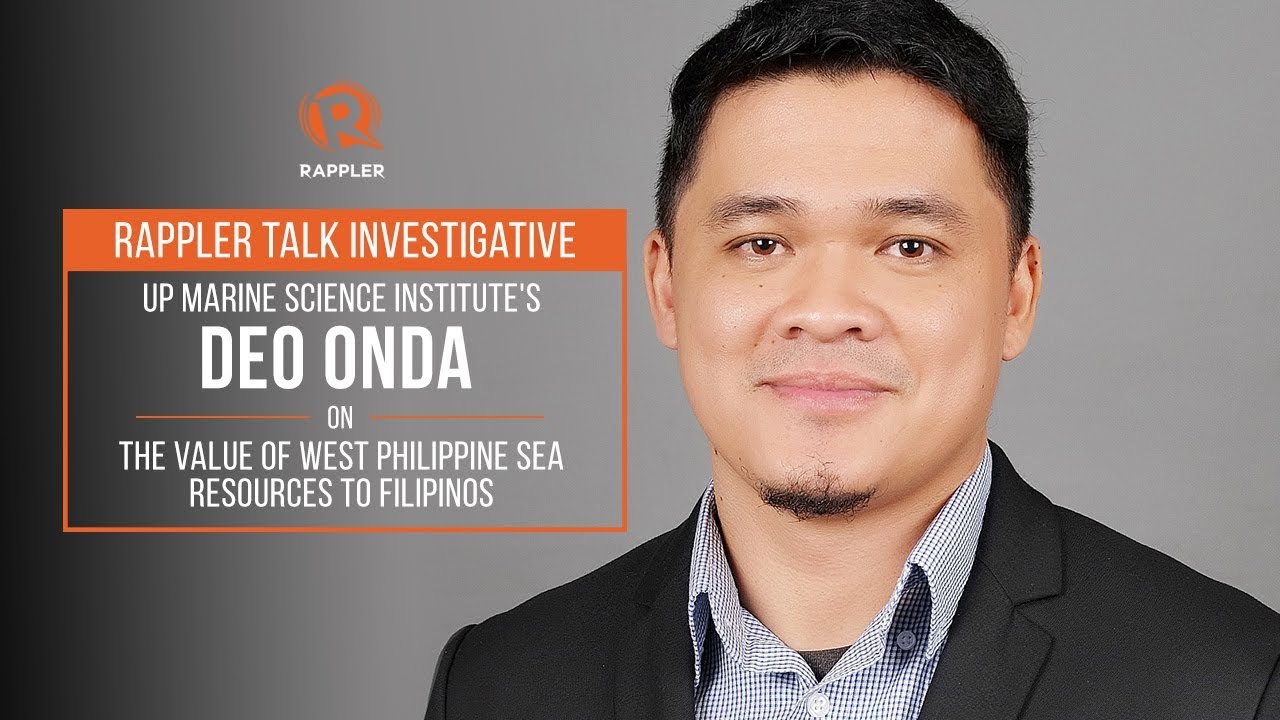 R
RAPPLER
RAPPLER TALK INVESTIGATIVE
UP MARINE SCIENCE INSTITUTE'S
DEO ONDA
ON
THE VALUE OF WEST PHILIPPINE SEA
RESOURCES TO FILIPINOS